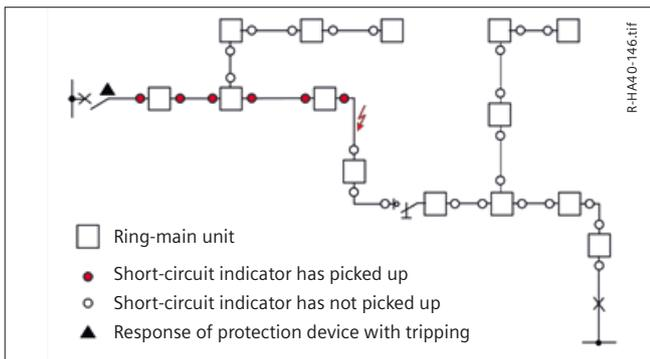 R-HA40-146.tif
Ring-main unit
Short-circuit indicator has picked up
Short-circuit indicator has not picked up
Response of protection device with tripping